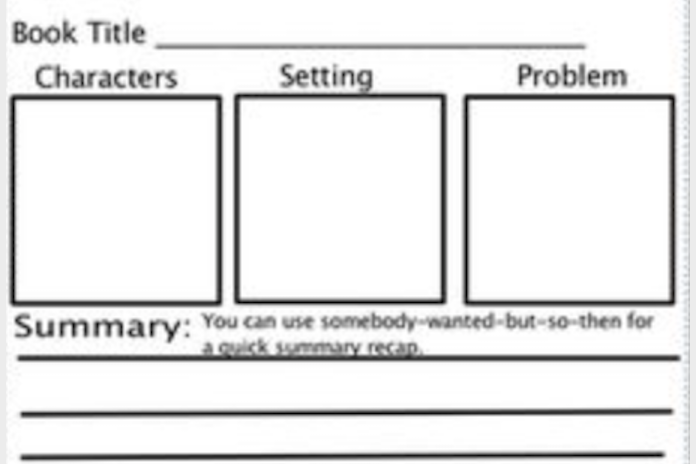 Book Title
Characters Setting Problem
Summary: You can use somebody-wanted-but-so-then for
a quick summary recap.